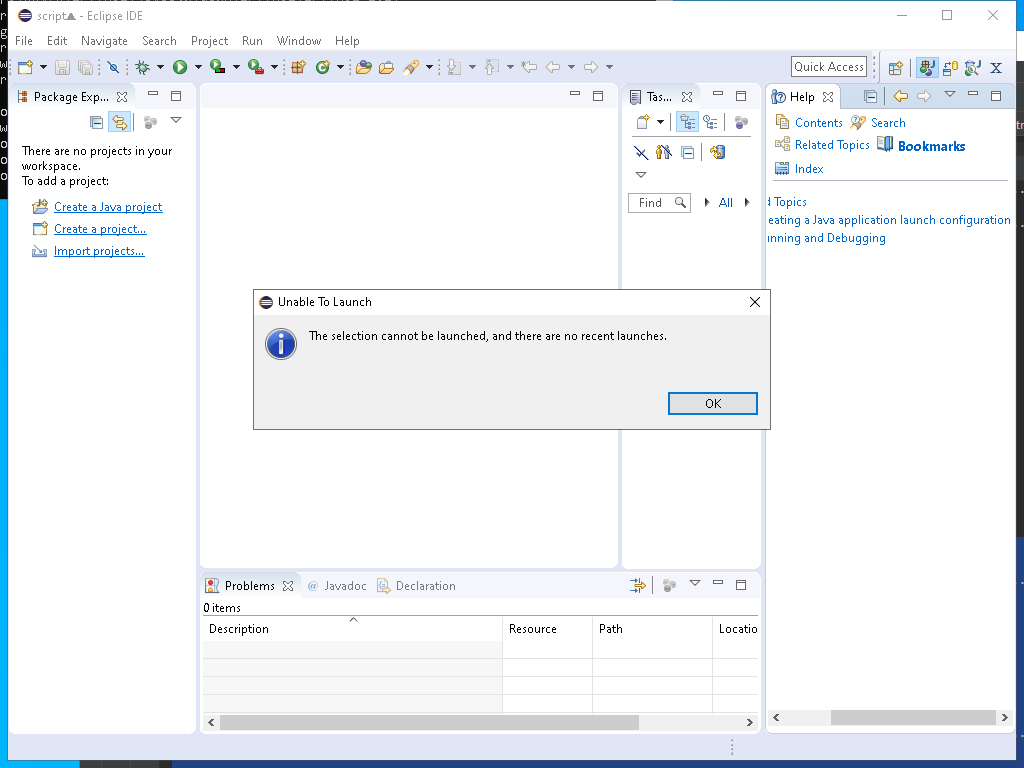 script▲ - Eclipse IDE
File Edit Navigate Search Project Run Window Help
Quick Access
Package Exp...
There are no projects in your
workspace.
To add a project:
Create a Java project
Create a project...
Import projects...
Tas...
Find
All
Help
Contents
Search
Related Topics
Bookmarks
Index
Topics
eating a Java application launch configuration
nning and Debugging
Unable To Launch
The selection cannot be launched, and there are no recent launches.
OK
Problems
@ Javadoc
Declaration
0 items
Description
Resource
Path
Locatio